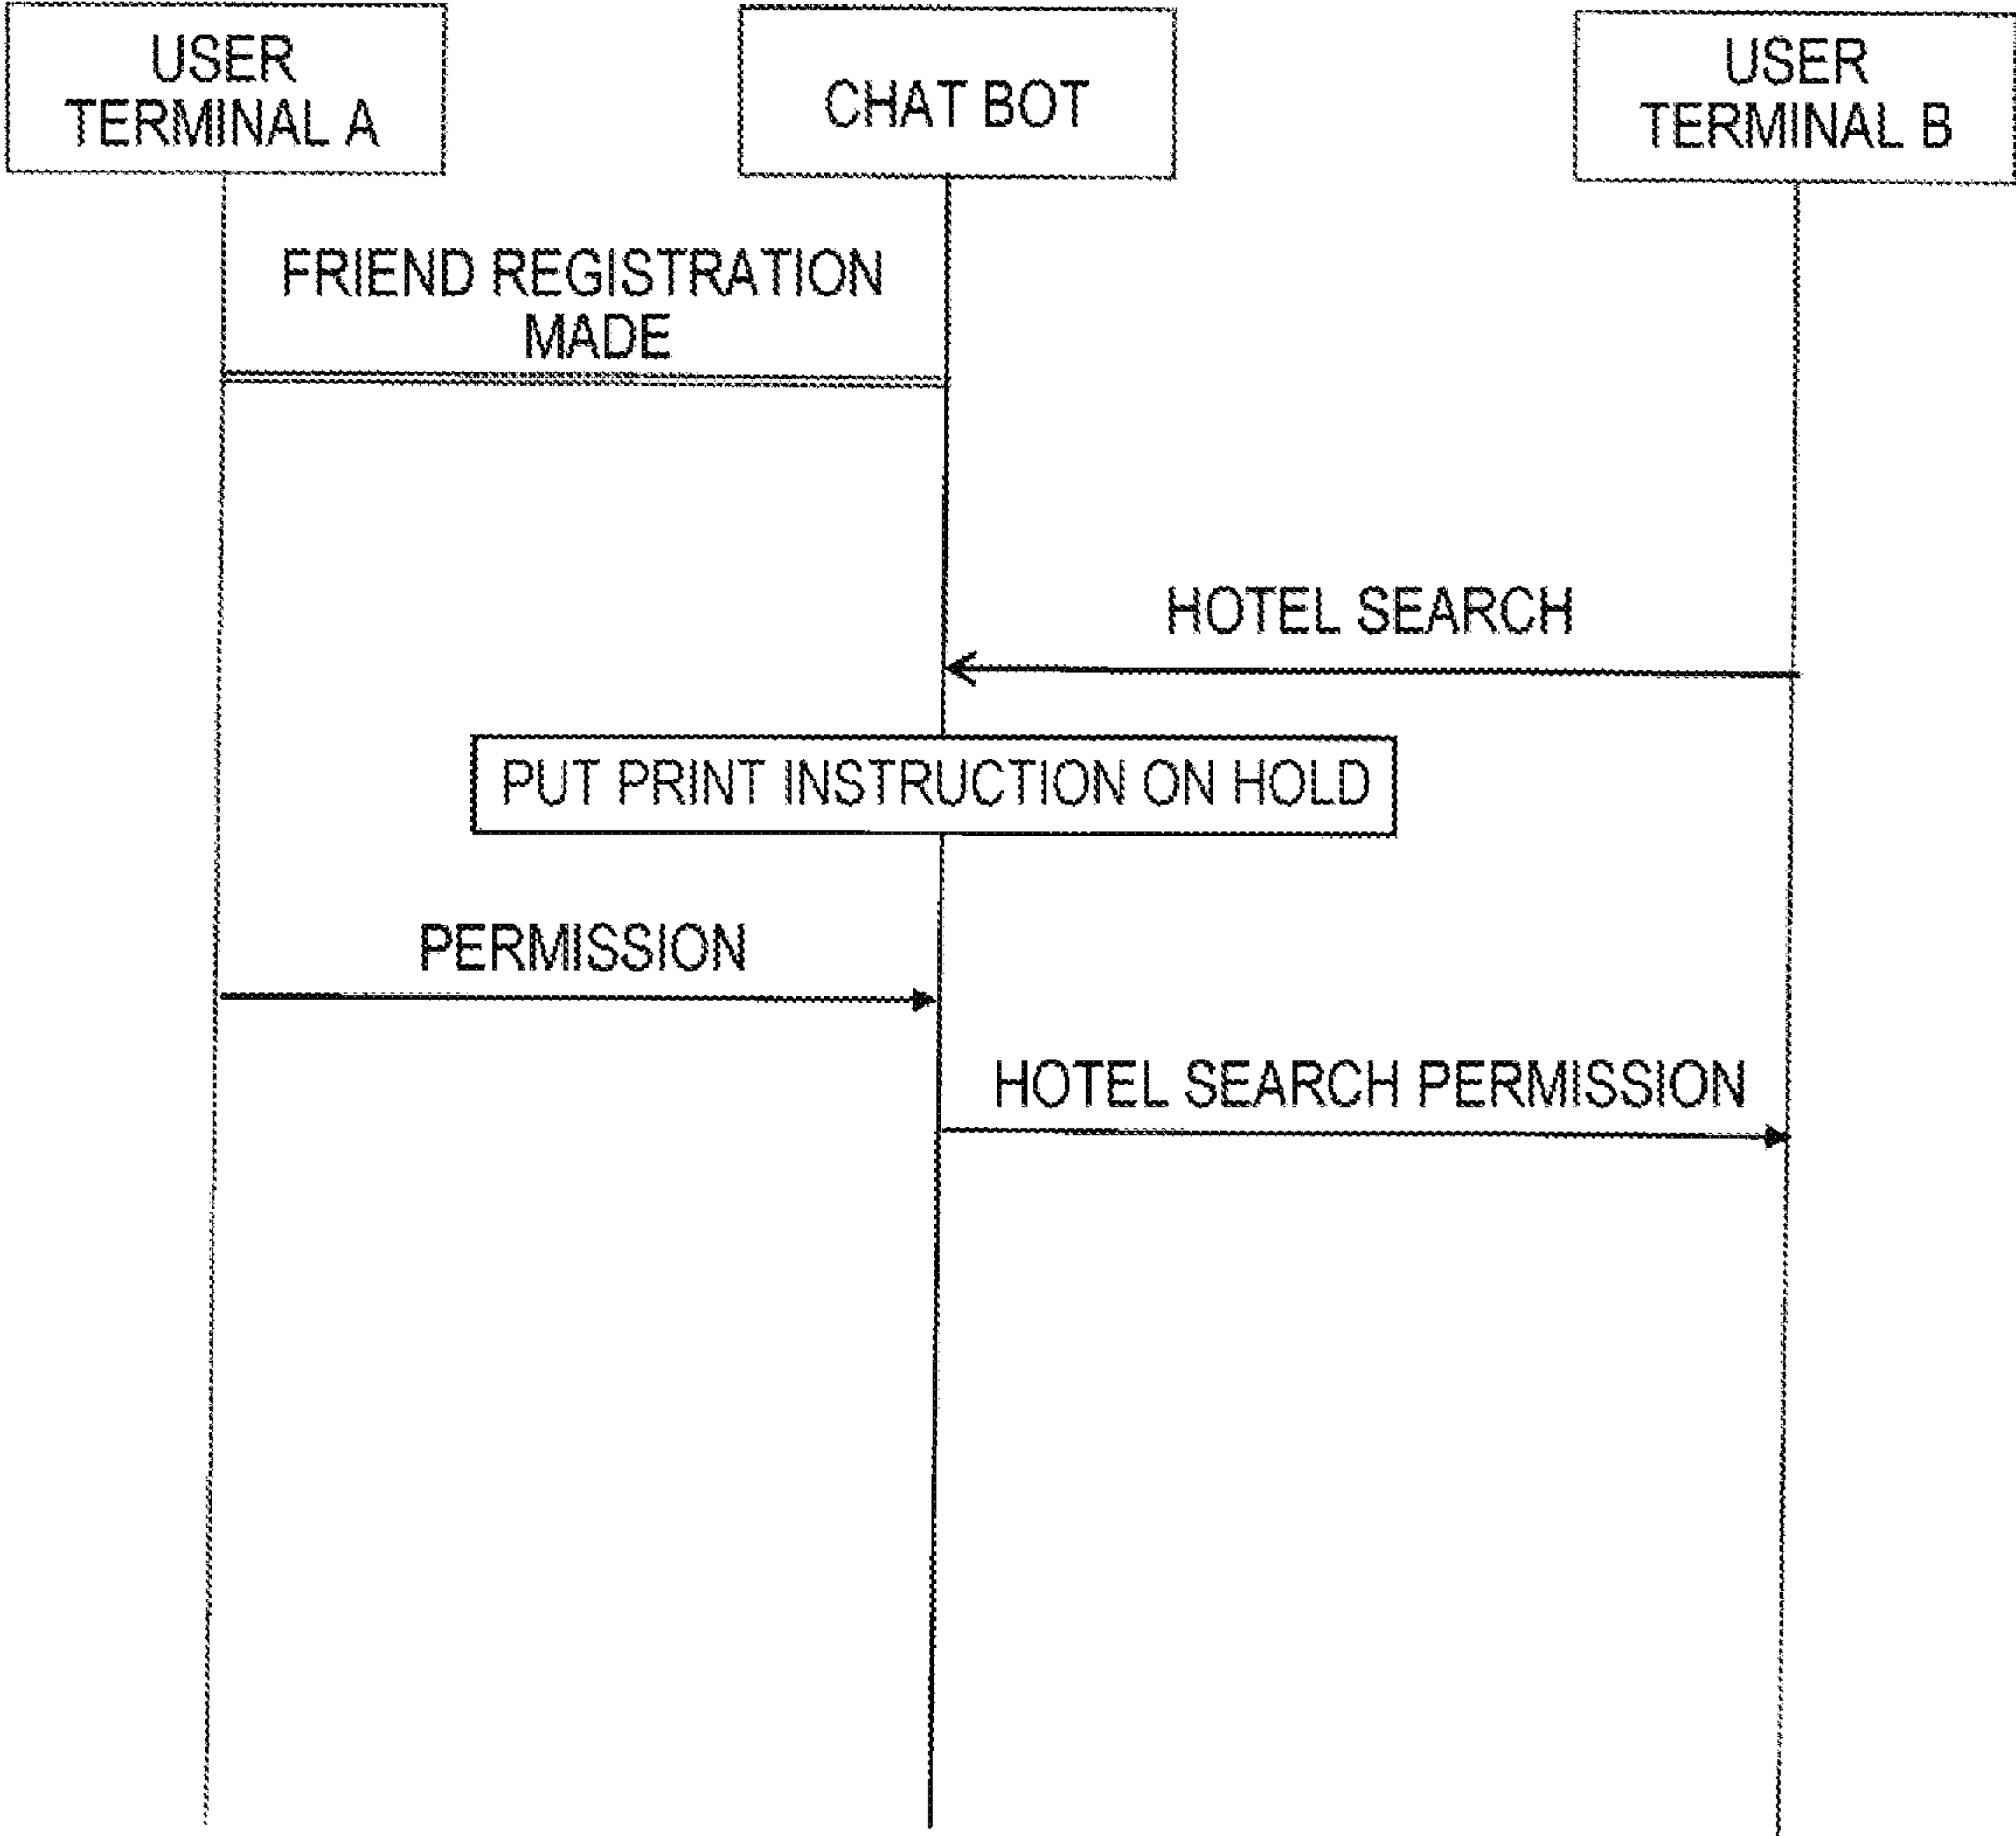 USER
TERMINAL A
CHAT BOT
USER
TERMINAL B
FRIEND REGISTRATION
MADE
HOTEL SEARCH
PUT PRINT INSTRUCTION ON HOLD
PERMISSION
HOTEL SEARCH PERMISSION